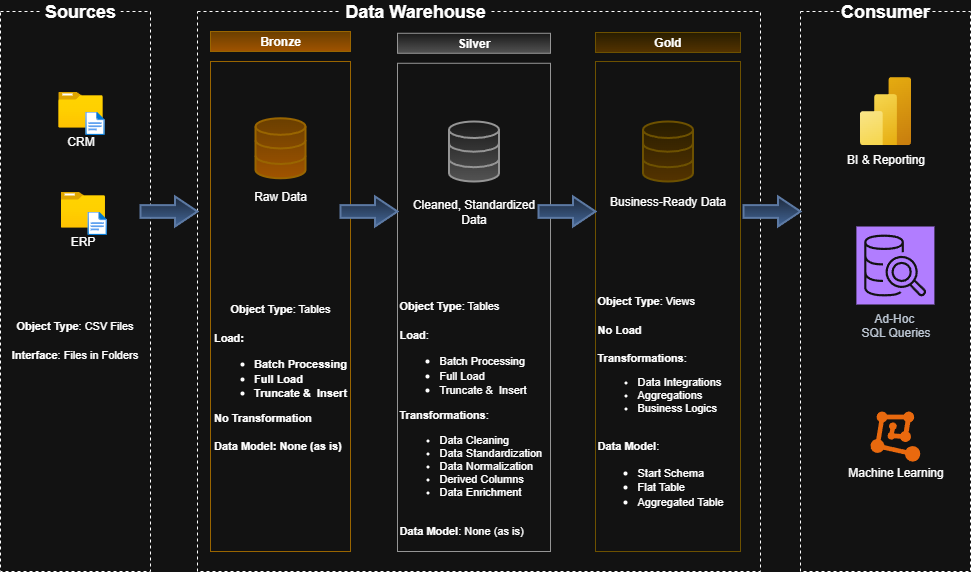 Sources
CRM
ERP
Object Type: CSV Files
Interface: Files in Folders
Data Warehouse
Bronze
Raw Data
Object Type: Tables
Load:
Batch Processing
Full Load
Truncate & Insert
No Transformation
Data Model: None (as is)
Silver
Cleaned, Standardized
Data
Object Type: Tables
Load:
Batch Processing
Full Load
Truncate & Insert
Transformations:
Data Cleaning
Data Standardization
Data Normalization
Derived Columns
Data Enrichment
Data Model: None (as is)
Gold
Business-Ready Data
Object Type: Views
No Load
Transformations:
Data Integrations
Aggregations
Business Logics
Data Model:
Start Schema
Flat Table
Aggregated Table
Consumer
BI & Reporting
Ad-Hoc
SQL Queries
Machine Learning